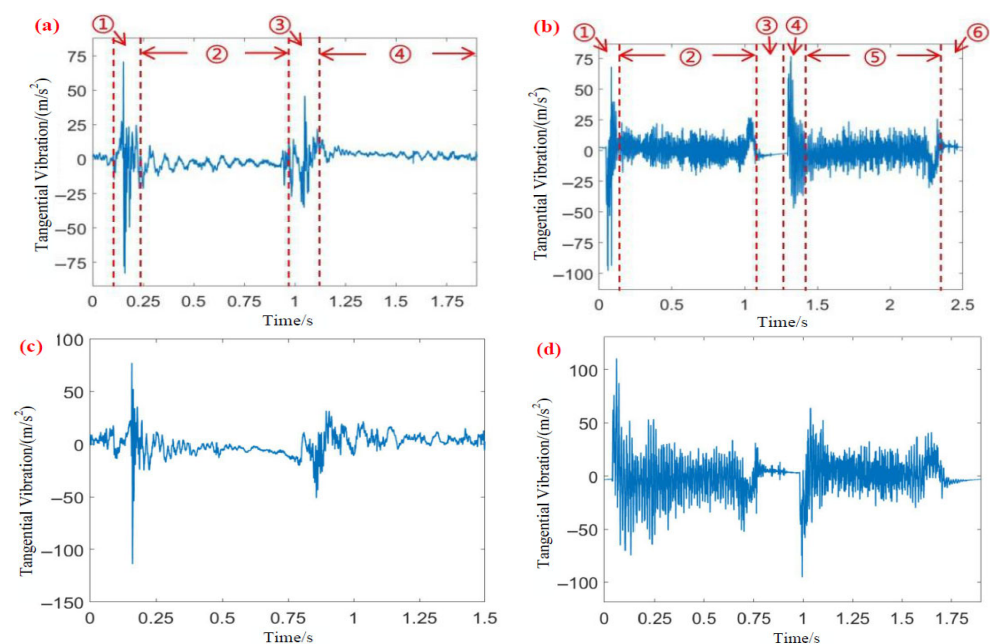 (a)
① ② ③ ④
75
50
25
0
−25
−50
−75
Tangential Vibration/(m/s²)
0 0.25 0.5 0.75 1 1.25 1.5 1.75
Time/s
(b)
① ② ③ ④ ⑤ ⑥
75
50
25
0
−25
−50
−75
−100
Tangential Vibration/(m/s²)
0 0.5 1 1.5 2 2.5
Time/s
(c)
100
50
0
−50
−100
−150
Tangential Vibration/(m/s²)
0 0.25 0.5 0.75 1 1.25 1.5
Time/s
(d)
100
50
0
−50
−100
Tangential Vibration/(m/s²)
0 0.25 0.5 0.75 1 1.25 1.5 1.75
Time/s